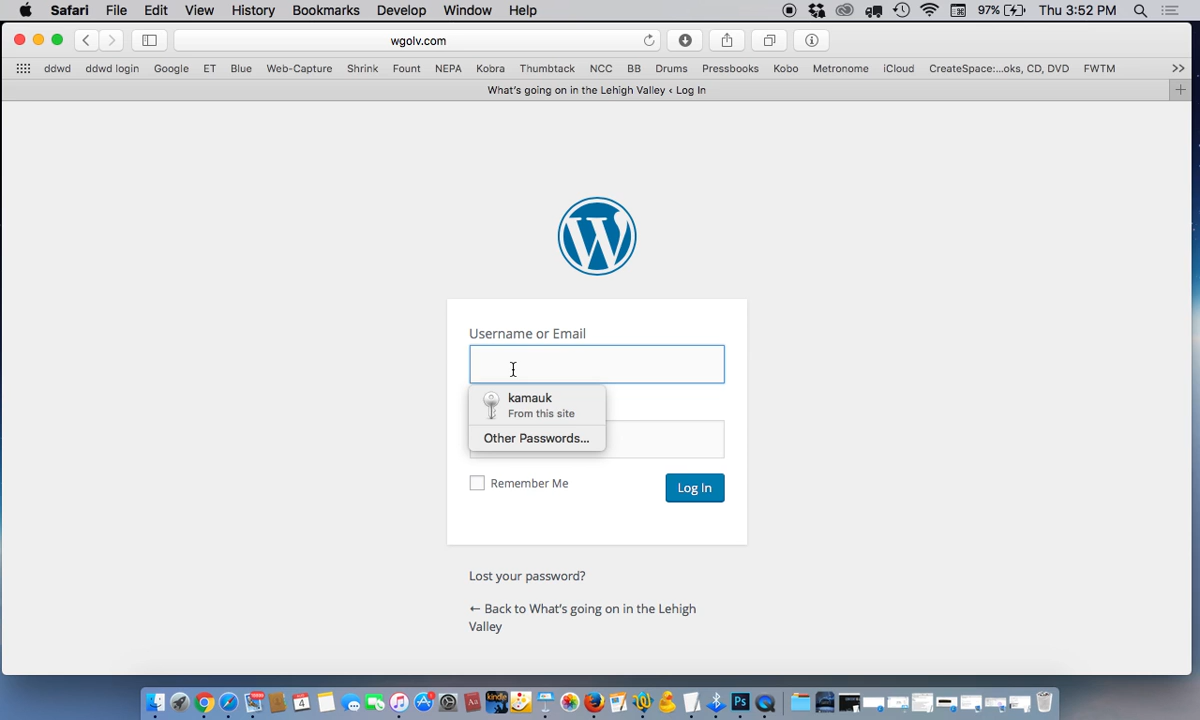 Safari File Edit View History Bookmarks Develop Window Help 97% Thu 3:52 PM
wgolv.com
ddwd ddwd login Google ET Blue Web-Capture Shrink Fount NEPA Kobra Thumbtack NCC BB Drums Pressbooks Kobo Metronome iCloud CreateSpace:...oks, CD, DVD FWTM >>
What's going on in the Lehigh Valley ‹ Log In
Username or Email
kamauk
From this site
Other Passwords...
Remember Me
Log In
Lost your password?
← Back to What's going on in the Lehigh
Valley